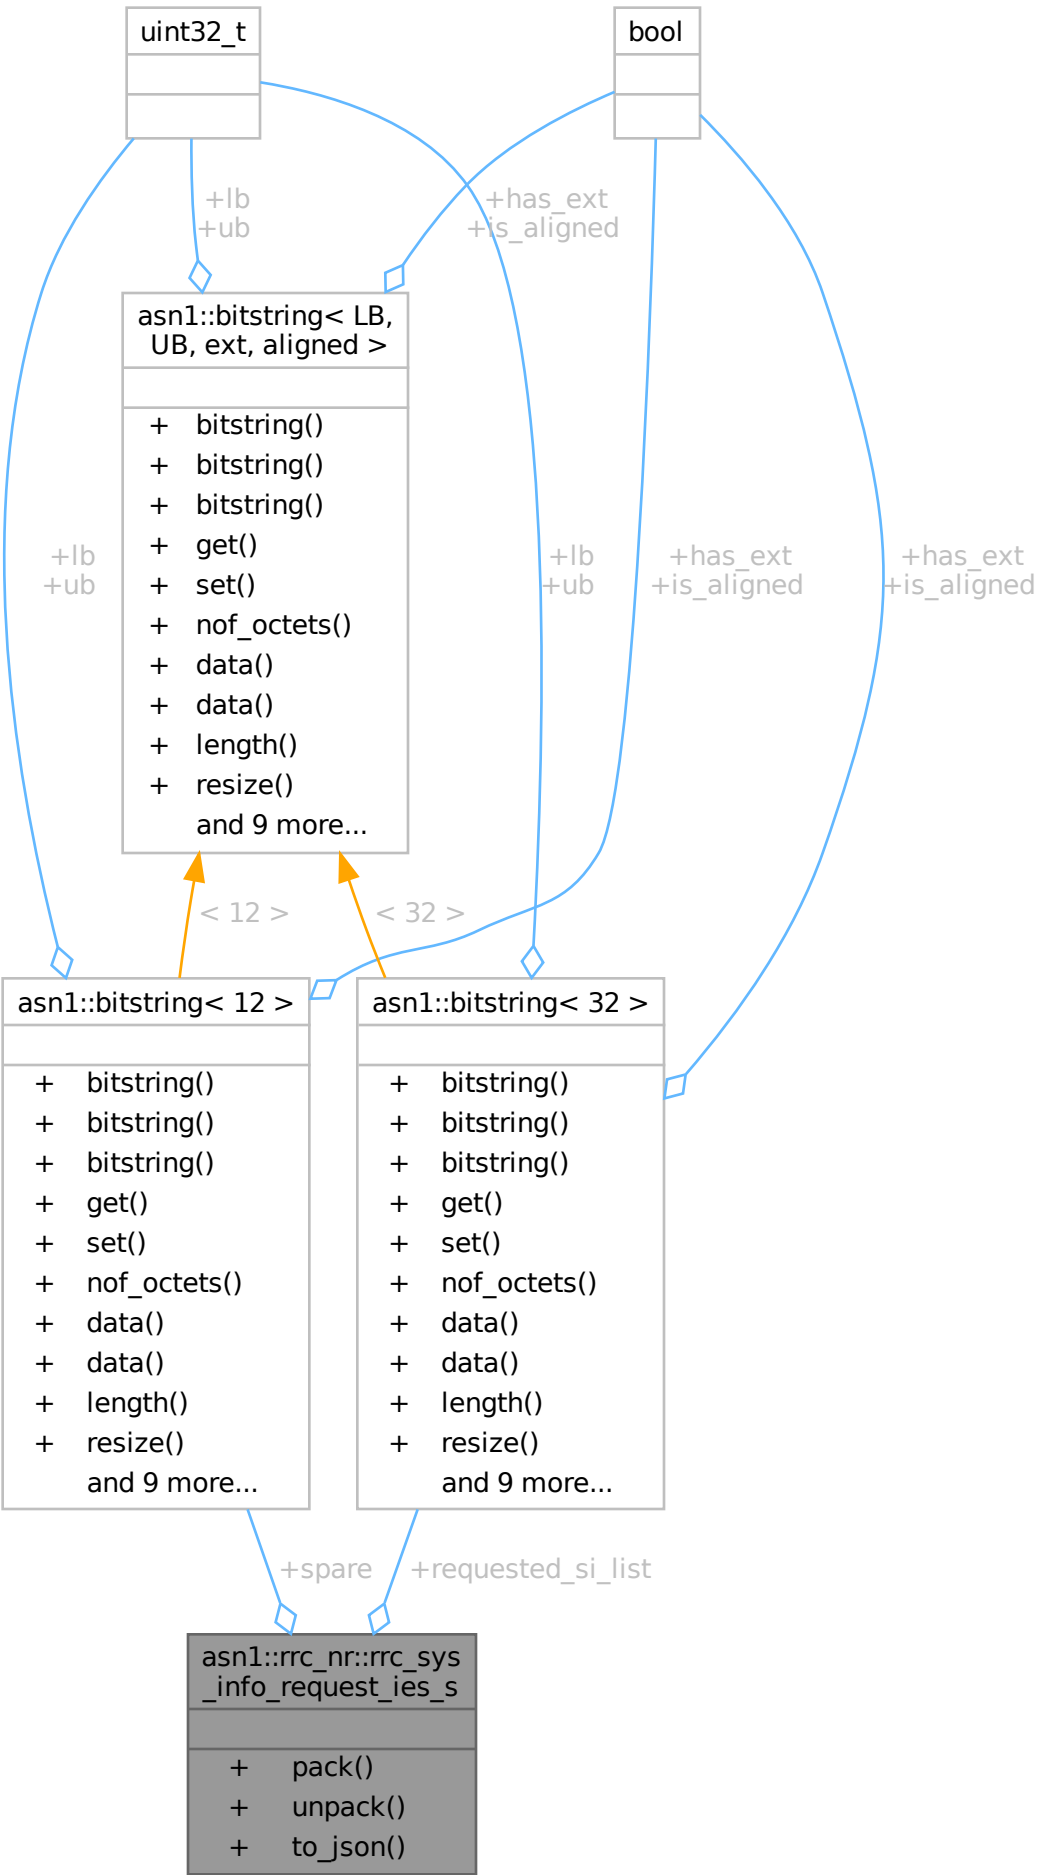 uint32_t
bool
+lb
+ub
+has_ext
+is_aligned
asn1::bitstring< LB,
UB, ext, aligned >
+ bitstring()
+ bitstring()
+ bitstring()
+ get()
+ set()
+ nof_octets()
+ data()
+ data()
+ length()
+ resize()
and 9 more...
+lb
+ub
+lb
+ub
+has_ext
+is_aligned
+has_ext
+is_aligned
< 12 >
< 32 >
asn1::bitstring< 12 >
+ bitstring()
+ bitstring()
+ bitstring()
+ get()
+ set()
+ nof_octets()
+ data()
+ data()
+ length()
+ resize()
and 9 more...
asn1::bitstring< 32 >
+ bitstring()
+ bitstring()
+ bitstring()
+ get()
+ set()
+ nof_octets()
+ data()
+ data()
+ length()
+ resize()
and 9 more...
+spare
+requested_si_list
asn1::rrc_nr::rrc_sys
_info_request_ies_s
+ pack()
+ unpack()
+ to_json()